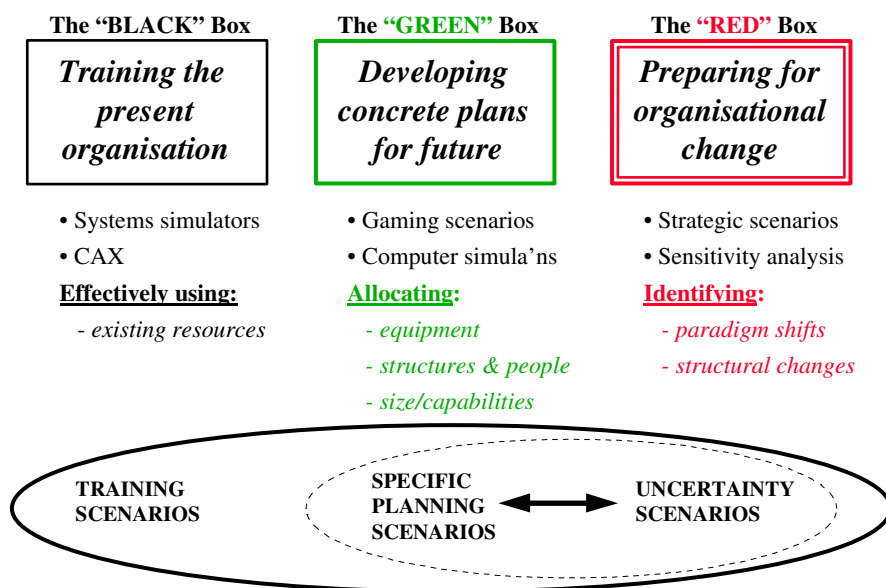 The “BLACK” Box
Training the
present
organisation
• Systems simulators
• CAX
Effectively using:
- existing resources
The “GREEN” Box
Developing
concrete plans
for future
• Gaming scenarios
• Computer simula’ns
Allocating:
- equipment
- structures & people
- size/capabilities
The “RED” Box
Preparing for
organisational
change
• Strategic scenarios
• Sensitivity analysis
Identifying:
- paradigm shifts
- structural changes
TRAINING
SCENARIOS
SPECIFIC
PLANNING
SCENARIOS
UNCERTAINTY
SCENARIOS